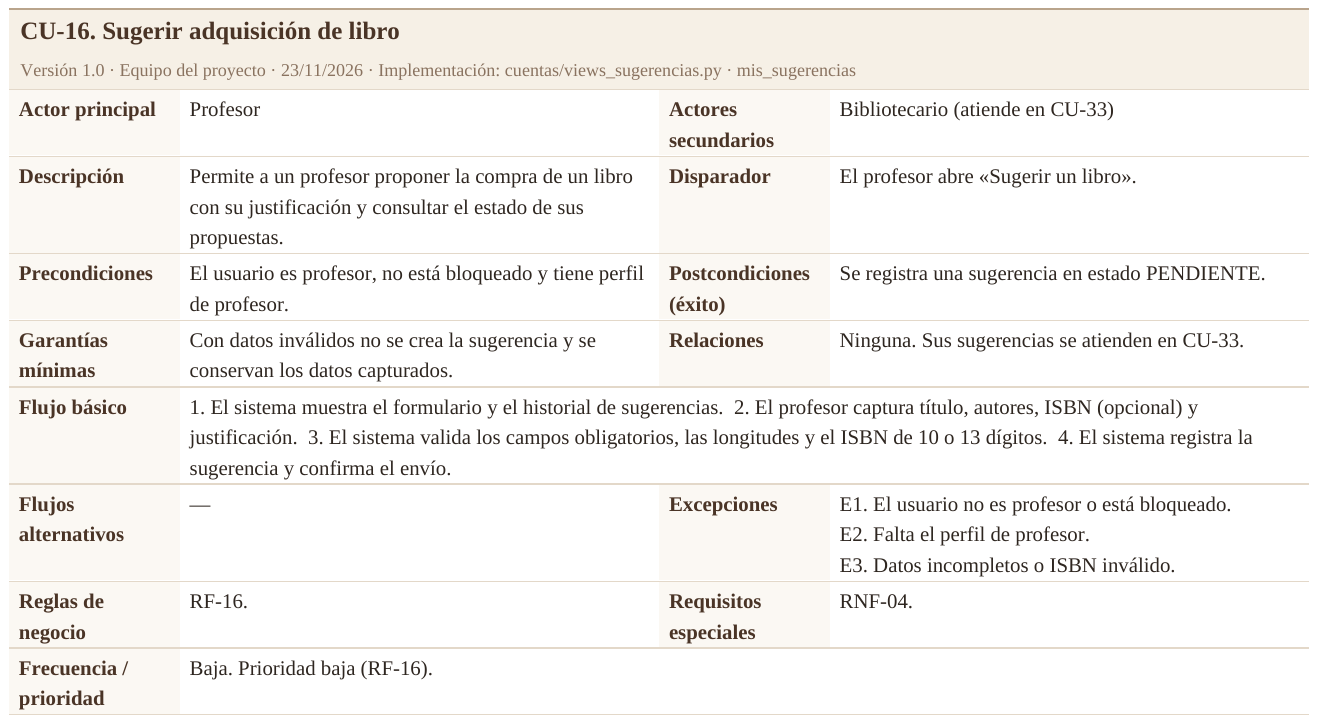 CU-16. Sugerir adquisición de libro
Versión 1.0 · Equipo del proyecto · 23/11/2026 · Implementación: cuentas/views_sugerencias.py · mis_sugerencias
Actor principal
Profesor
Actores
secundarios
Bibliotecario (atiende en CU-33)
Descripción
Permite a un profesor proponer la compra de un libro
con su justificación y consultar el estado de sus
propuestas.
Disparador
El profesor abre «Sugerir un libro».
Precondiciones
El usuario es profesor, no está bloqueado y tiene perfil
de profesor.
Postcondiciones
(éxito)
Se registra una sugerencia en estado PENDIENTE.
Garantías
mínimas
Con datos inválidos no se crea la sugerencia y se
conservan los datos capturados.
Relaciones
Ninguna. Sus sugerencias se atienden en CU-33.
Flujo básico
1. El sistema muestra el formulario y el historial de sugerencias.  2. El profesor captura título, autores, ISBN (opcional) y
justificación.  3. El sistema valida los campos obligatorios, las longitudes y el ISBN de 10 o 13 dígitos.  4. El sistema registra la
sugerencia y confirma el envío.
Flujos
alternativos
—
Excepciones
E1. El usuario no es profesor o está bloqueado.
E2. Falta el perfil de profesor.
E3. Datos incompletos o ISBN inválido.
Reglas de
negocio
RF-16.
Requisitos
especiales
RNF-04.
Frecuencia /
prioridad
Baja. Prioridad baja (RF-16).